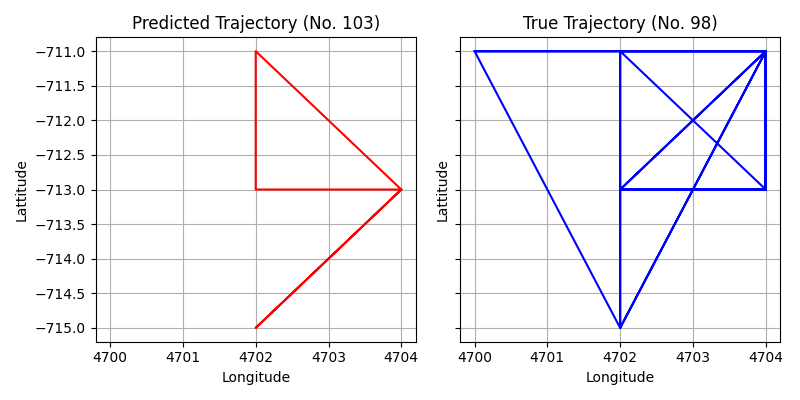 Predicted Trajectory (No. 103)
True Trajectory (No. 98)
−711.0
−711.5
−712.0
−712.5
−713.0
−713.5
−714.0
−714.5
−715.0
Lattitude
Lattitude
4700 4701 4702 4703 4704
4700 4701 4702 4703 4704
Longitude
Longitude